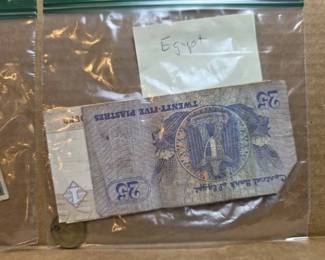 Egypt
25
Central Bank of Egypt
TWENTY-FIVE PIASTRES
25